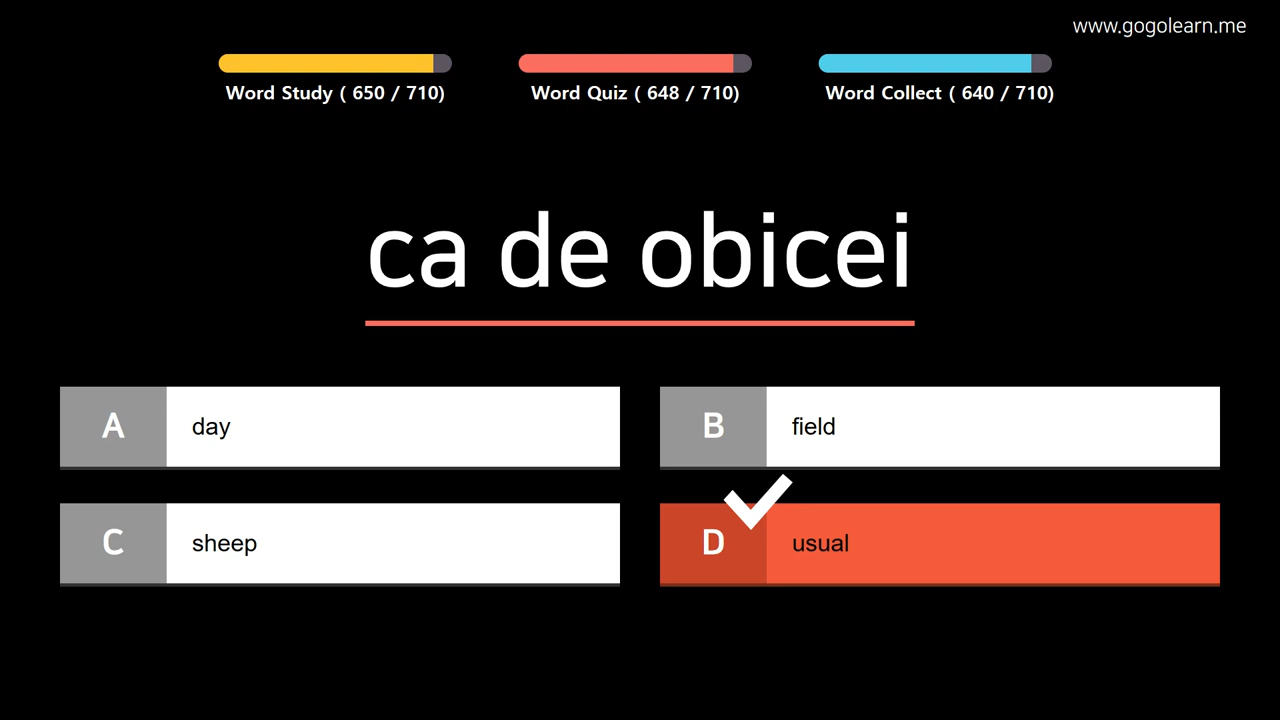 www.gogolearn.me
Word Study ( 650 / 710)
Word Quiz ( 648 / 710)
Word Collect ( 640 / 710)
ca de obicei
A day
B field
C sheep
D usual